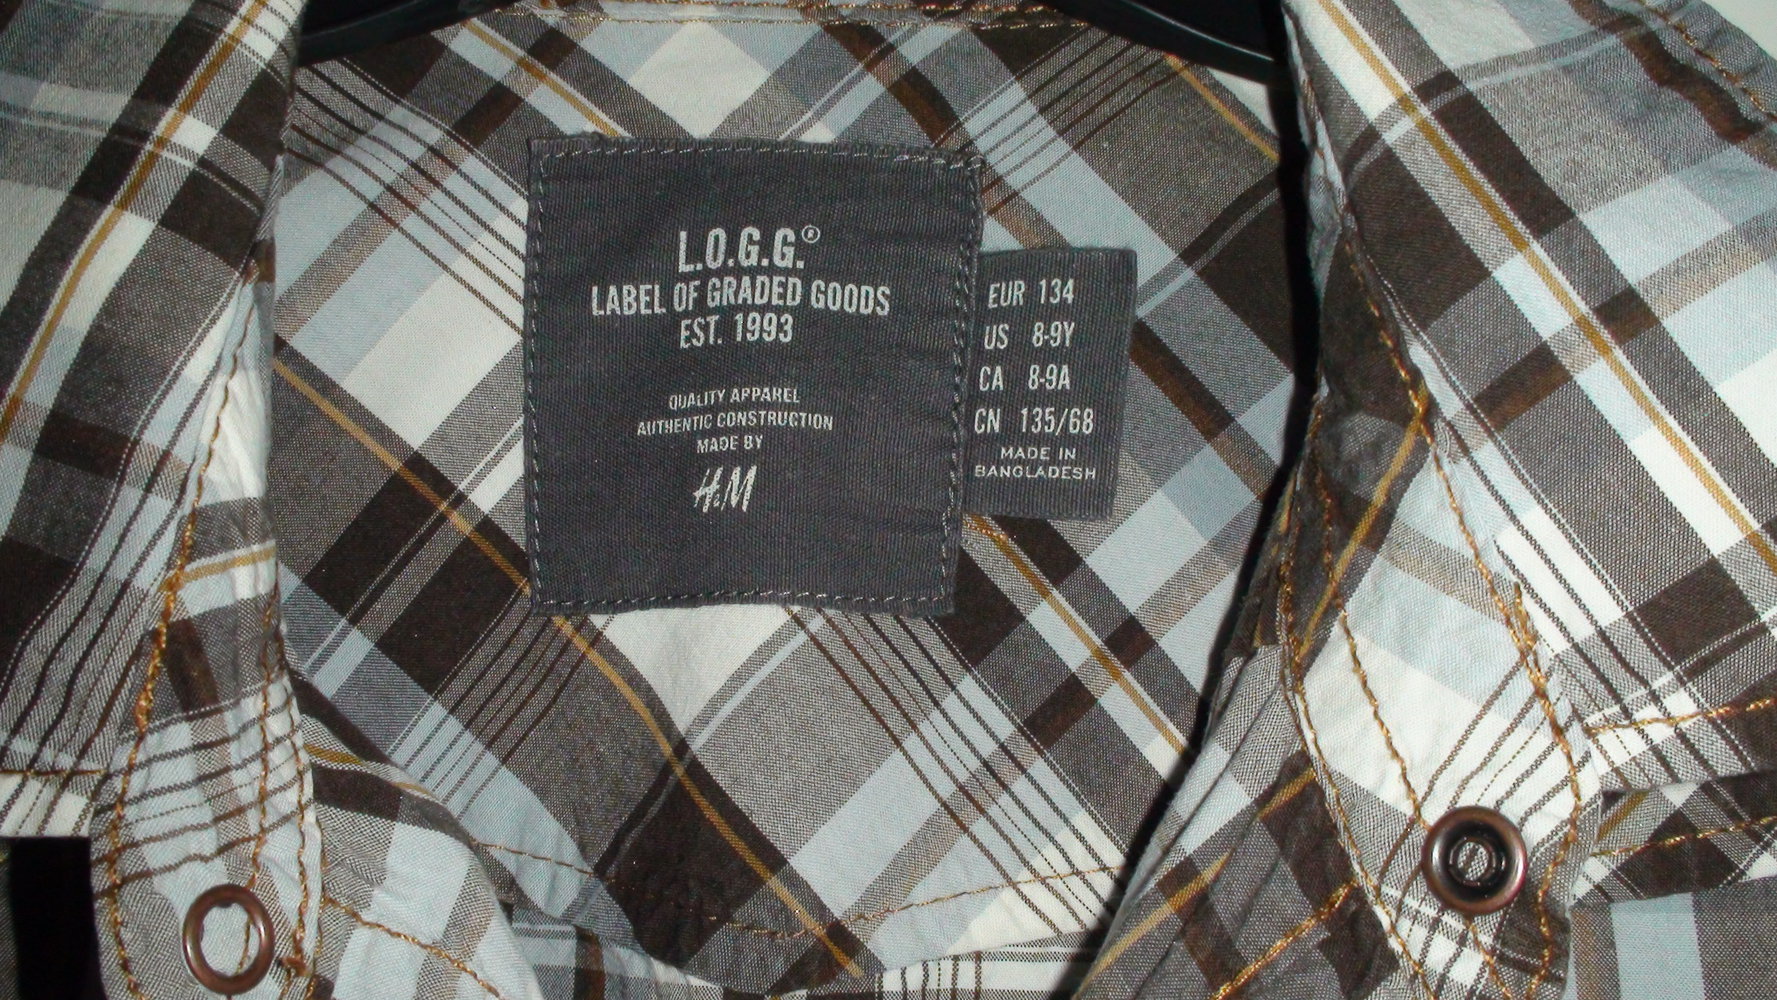 L.O.G.G.®
LABEL OF GRADED GOODS
EST. 1993
QUALITY APPAREL
AUTHENTIC CONSTRUCTION
MADE BY
H&M
EUR 134
US 8-9Y
CA 8-9A
CN 135/68
MADE IN
BANGLADESH